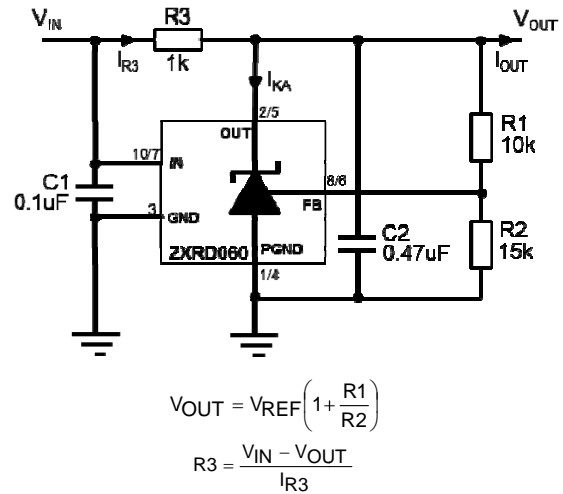 VIN
R3
VOUT
IR3
1k
IKA
IOUT
2/5
OUT
R1
10k
10/7
IN
8/6
C1
0.1uF
3
GND
FB
R2
15k
C2
0.47uF
ZXRD060
PGND
1/4
VOUT = VREF(1+R1/R2)
R3 = VIN − VOUT/IR3